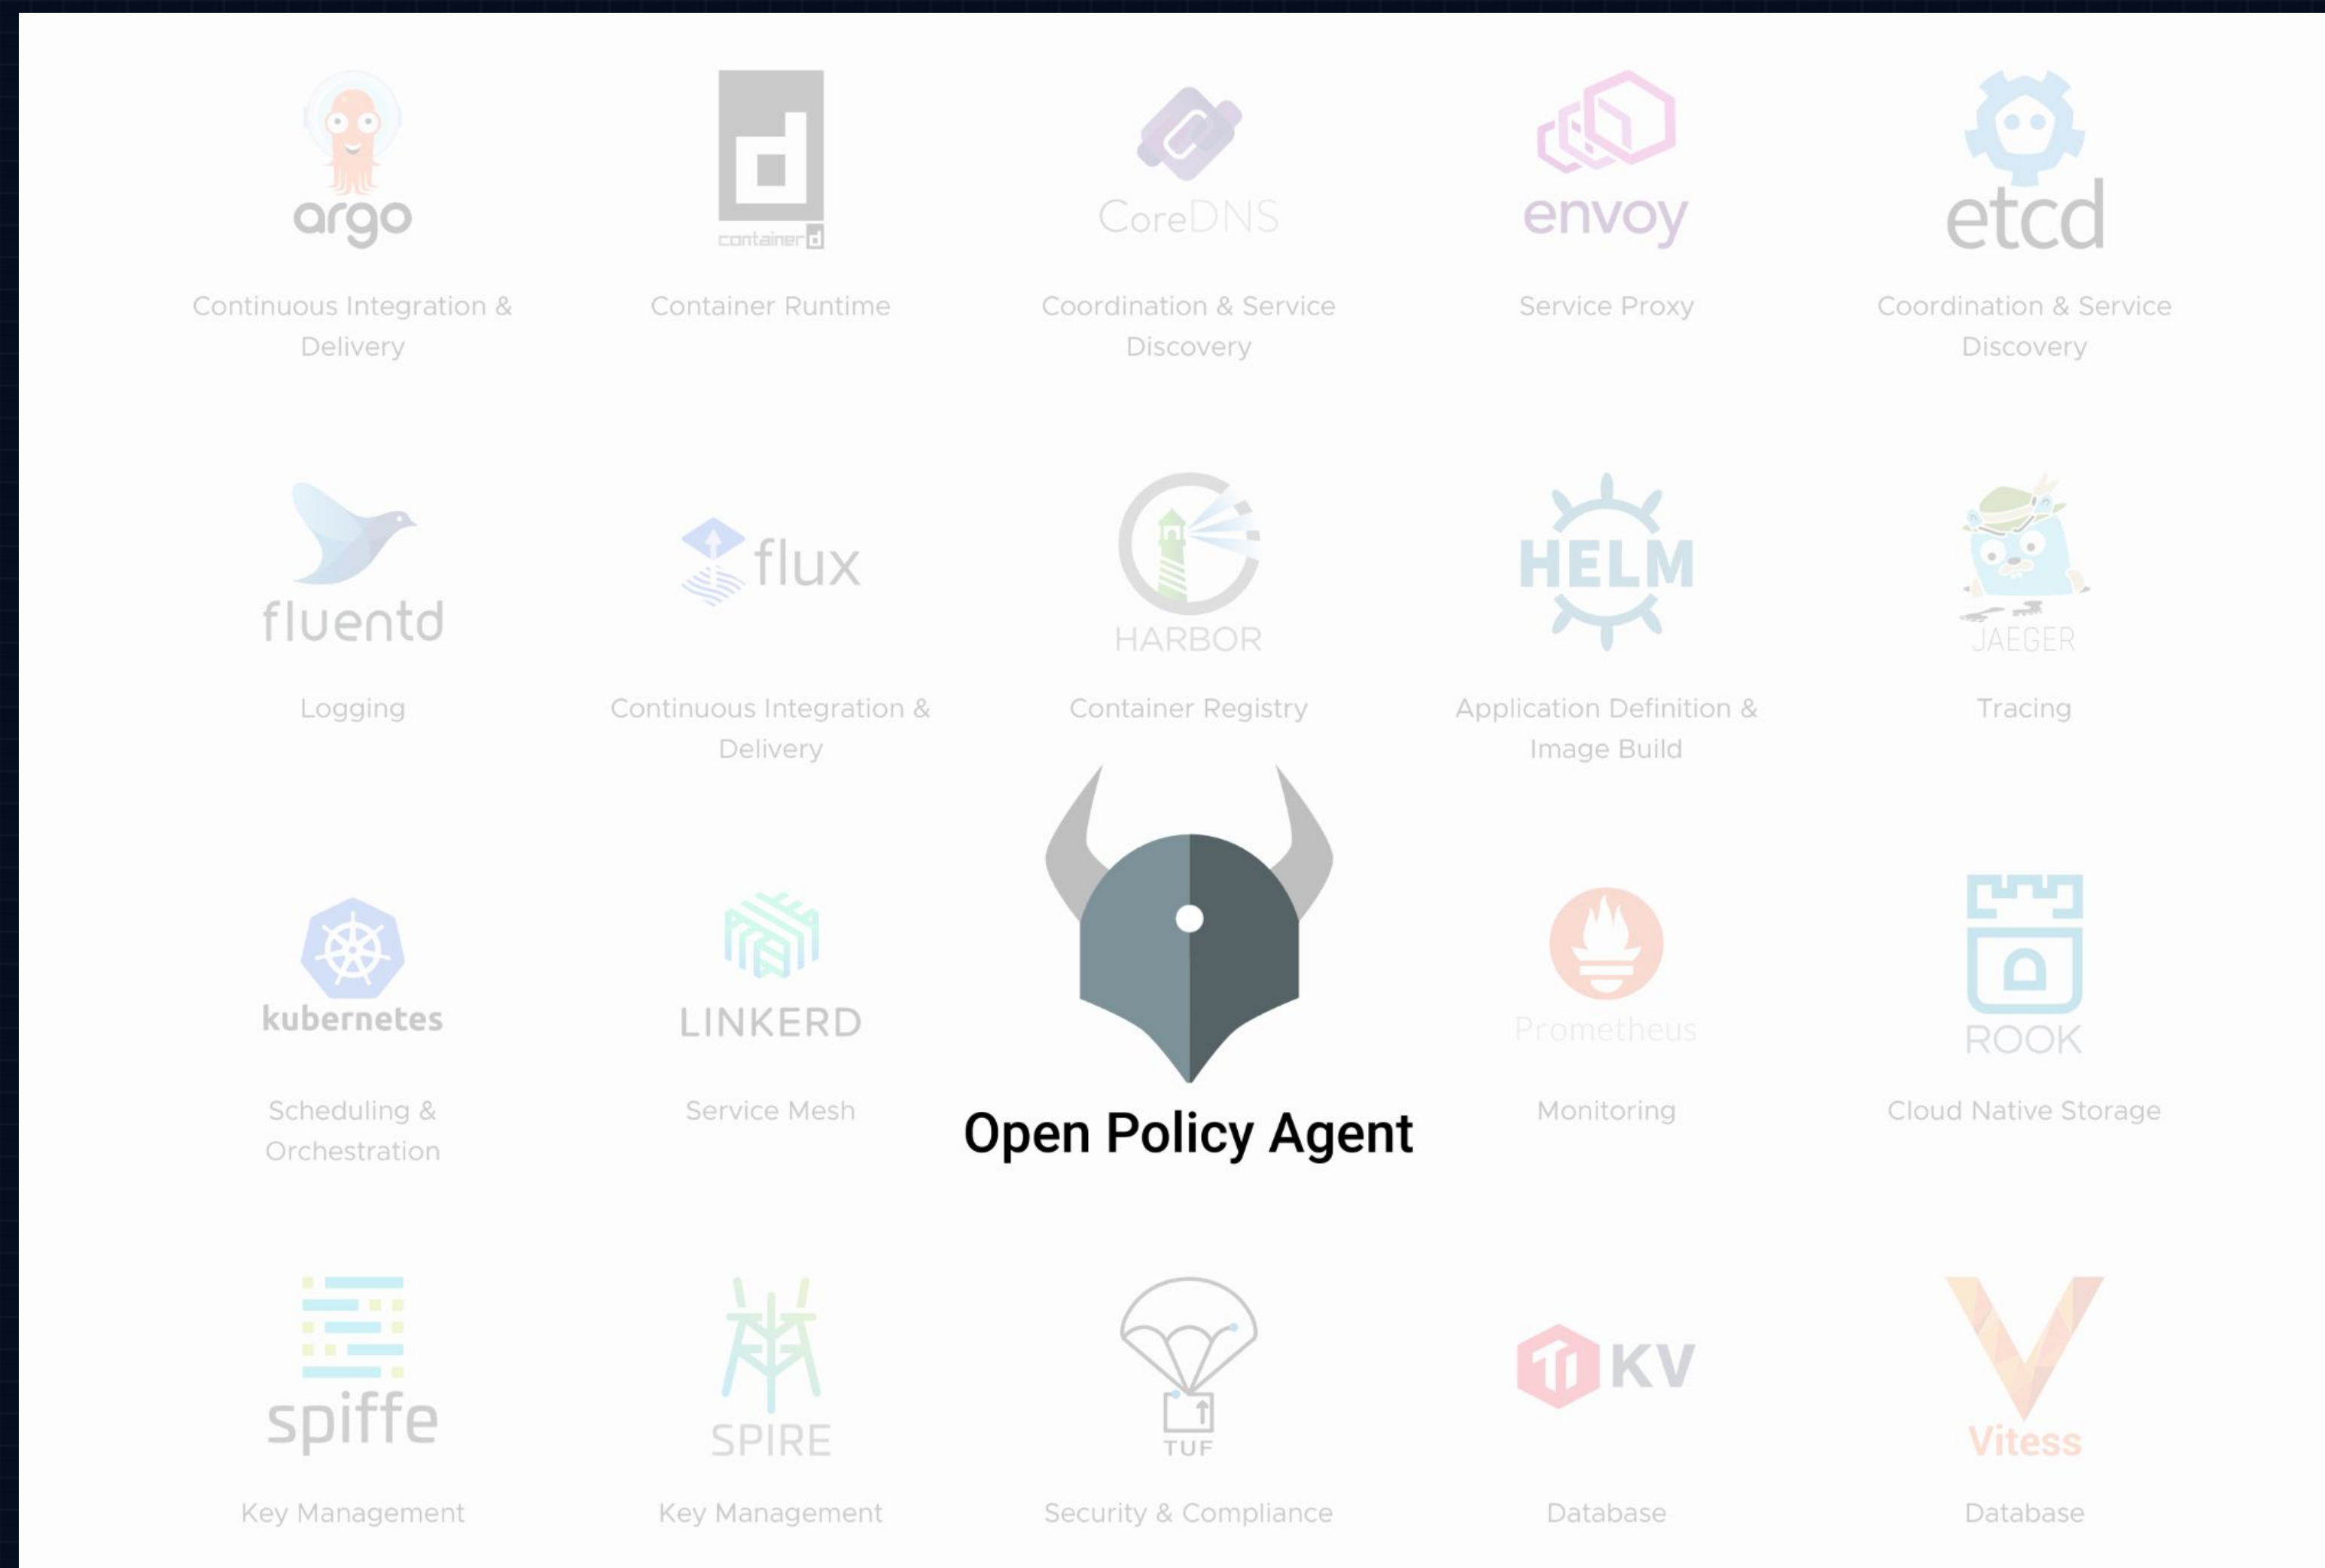 argo
containerd
CoreDNS
envoy
etcd
Continuous Integration &
Delivery
Container Runtime
Coordination & Service
Discovery
Service Proxy
Coordination & Service
Discovery
fluentd
flux
HARBOR
HELM
JAEGER
Logging
Continuous Integration &
Delivery
Container Registry
Application Definition &
Image Build
Tracing
kubernetes
LINKERD
Open Policy Agent
Prometheus
ROOK
Scheduling &
Orchestration
Service Mesh
Monitoring
Cloud Native Storage
spiffe
SPIRE
TUF
TiKV
Vitess
Key Management
Key Management
Security & Compliance
Database
Database